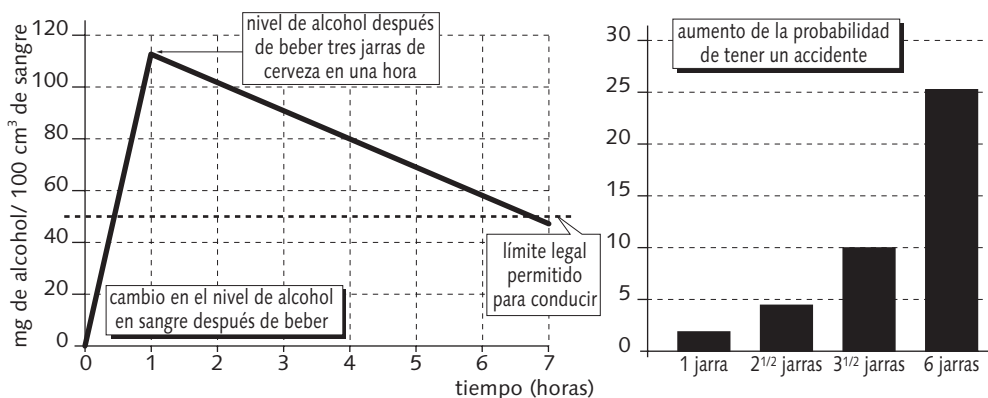 mg de alcohol/ 100 cm³ de sangre
120
100
80
60
40
20
0
nivel de alcohol después
de beber tres jarras de
cerveza en una hora
límite legal
permitido
para conducir
cambio en el nivel de alcohol
en sangre después de beber
0 1 2 3 4 5 6 7
tiempo (horas)
aumento de la probabilidad
de tener un accidente
30
25
20
15
10
5
0
1 jarra 2¹/² jarras 3¹/² jarras 6 jarras